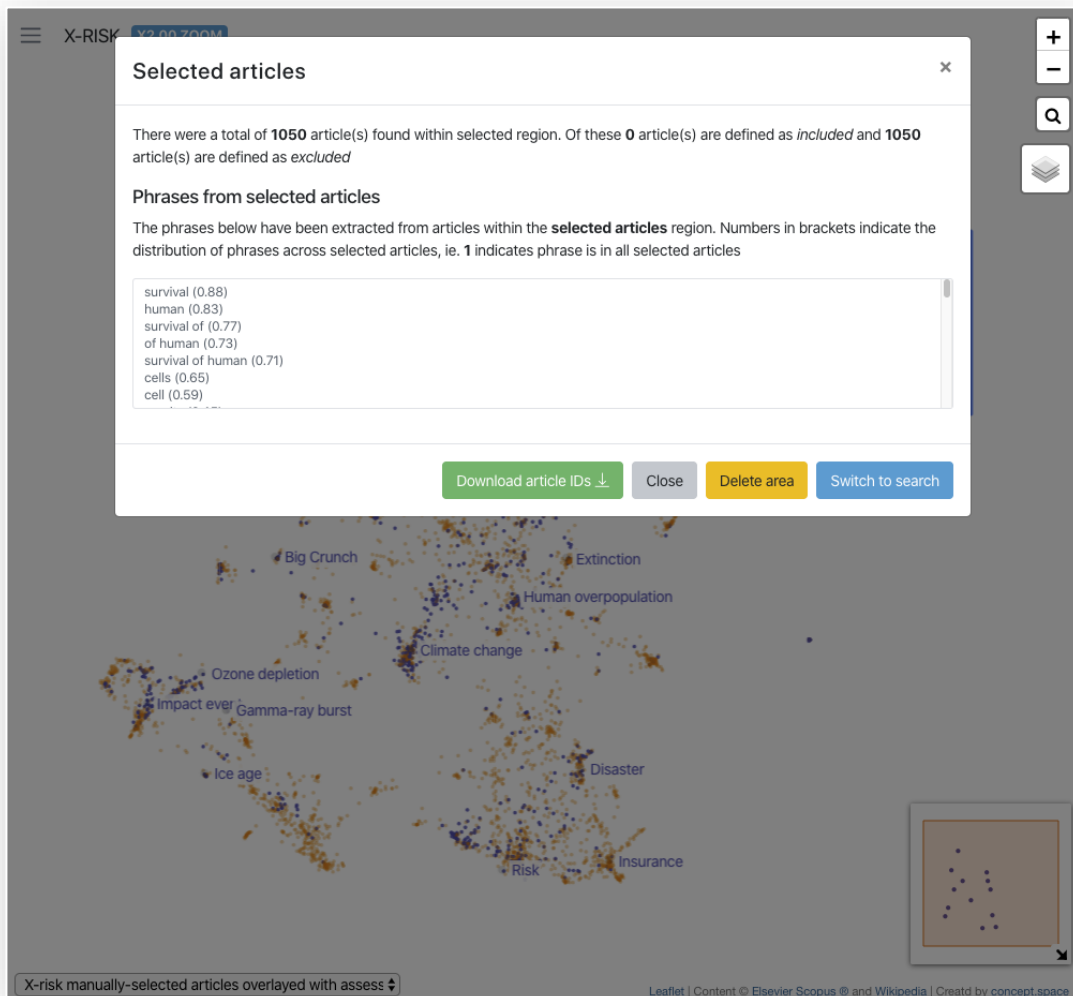 X-RISK X2.00 ZOOM
+
−
Selected articles ×
There were a total of 1050 article(s) found within selected region. Of these 0 article(s) are defined as included and 1050
article(s) are defined as excluded
Phrases from selected articles
The phrases below have been extracted from articles within the selected articles region. Numbers in brackets indicate the
distribution of phrases across selected articles, ie. 1 indicates phrase is in all selected articles
survival (0.88)
human (0.83)
survival of (0.77)
of human (0.73)
survival of human (0.71)
cells (0.65)
cell (0.59)
Download article IDs Close Delete area Switch to search
Big Crunch
Extinction
Human overpopulation
Climate change
Ozone depletion
Impact ever
Gamma-ray burst
Disaster
Ice age
Insurance
Risk
X-risk manually-selected articles overlayed with assess
Leaflet | Content © Elsevier Scopus ® and Wikipedia | Creatd by concept.space